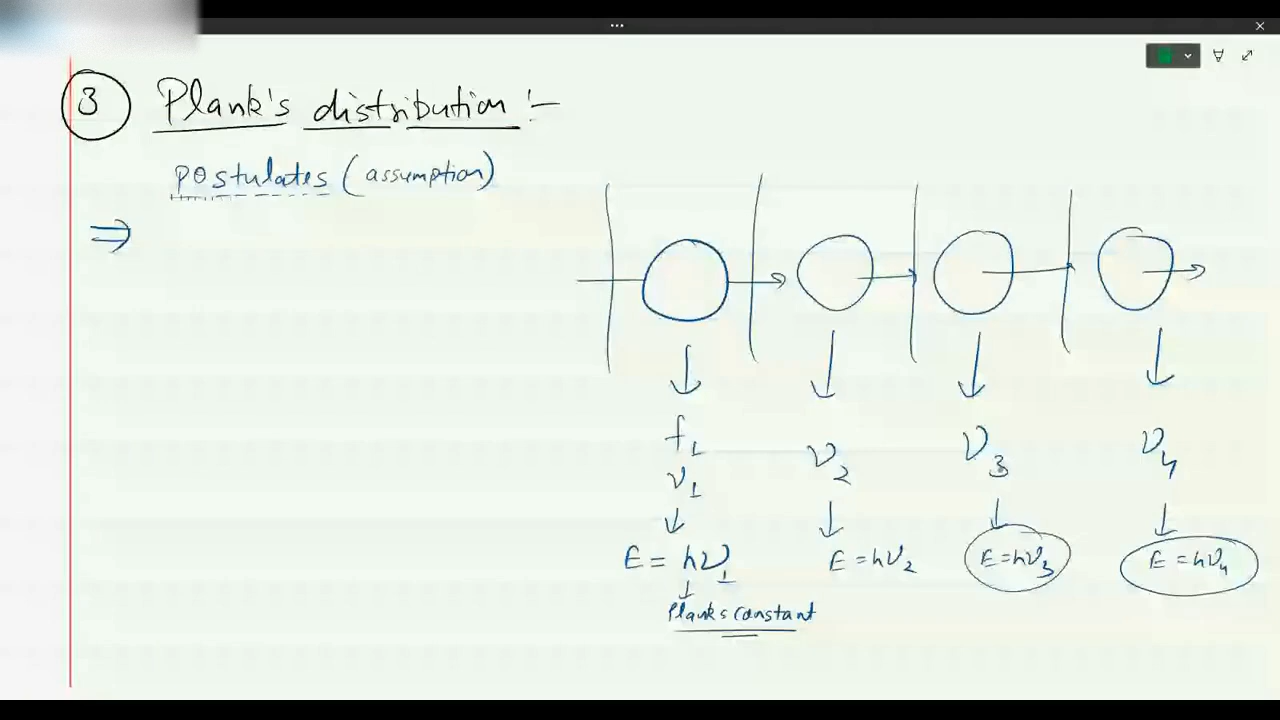 3 Plank's distribution :-
postulates (assumption)
⇒
f1 ν2 ν3 ν4
ν1
E = hν1 E = hν2 E = hν3 E = hν4
Planks constant